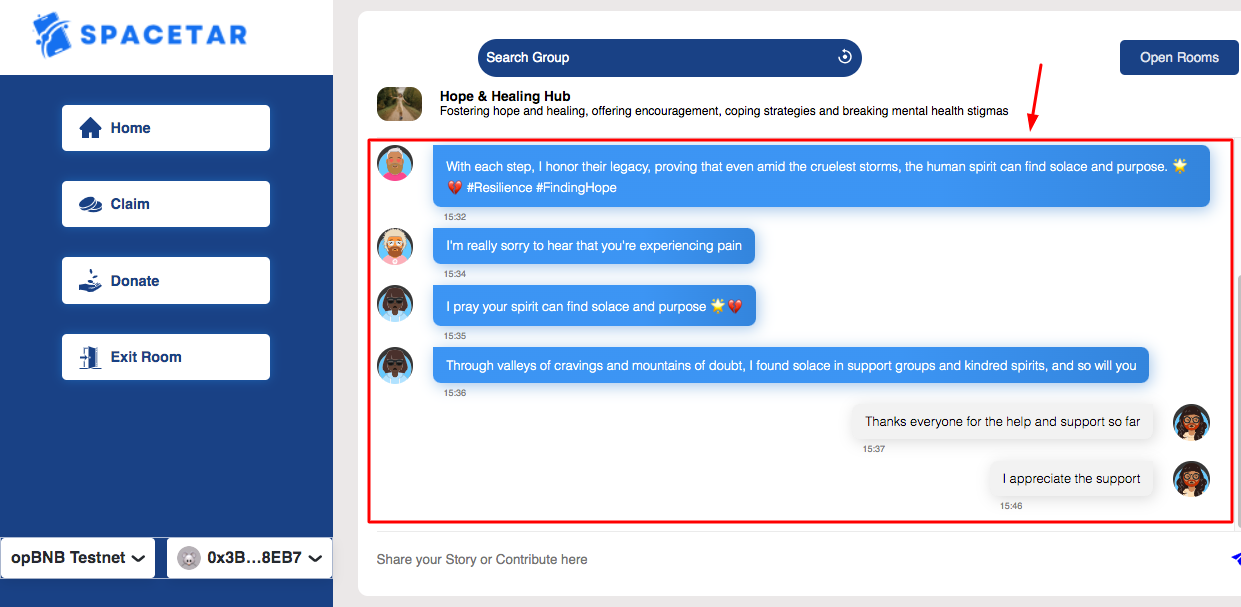 SPACETAR
Home
Claim
Donate
Exit Room
opBNB Testnet
0x3B...8EB7
Search Group
Open Rooms
Hope & Healing Hub
Fostering hope and healing, offering encouragement, coping strategies and breaking mental health stigmas
With each step, I honor their legacy, proving that even amid the cruelest storms, the human spirit can find solace and purpose. 🌟
💔 #Resilience #FindingHope
15:32
I'm really sorry to hear that you're experiencing pain
15:34
I pray your spirit can find solace and purpose 🌟💔
15:35
Through valleys of cravings and mountains of doubt, I found solace in support groups and kindred spirits, and so will you
15:36
Thanks everyone for the help and support so far
15:37
I appreciate the support
15:46
Share your Story or Contribute here